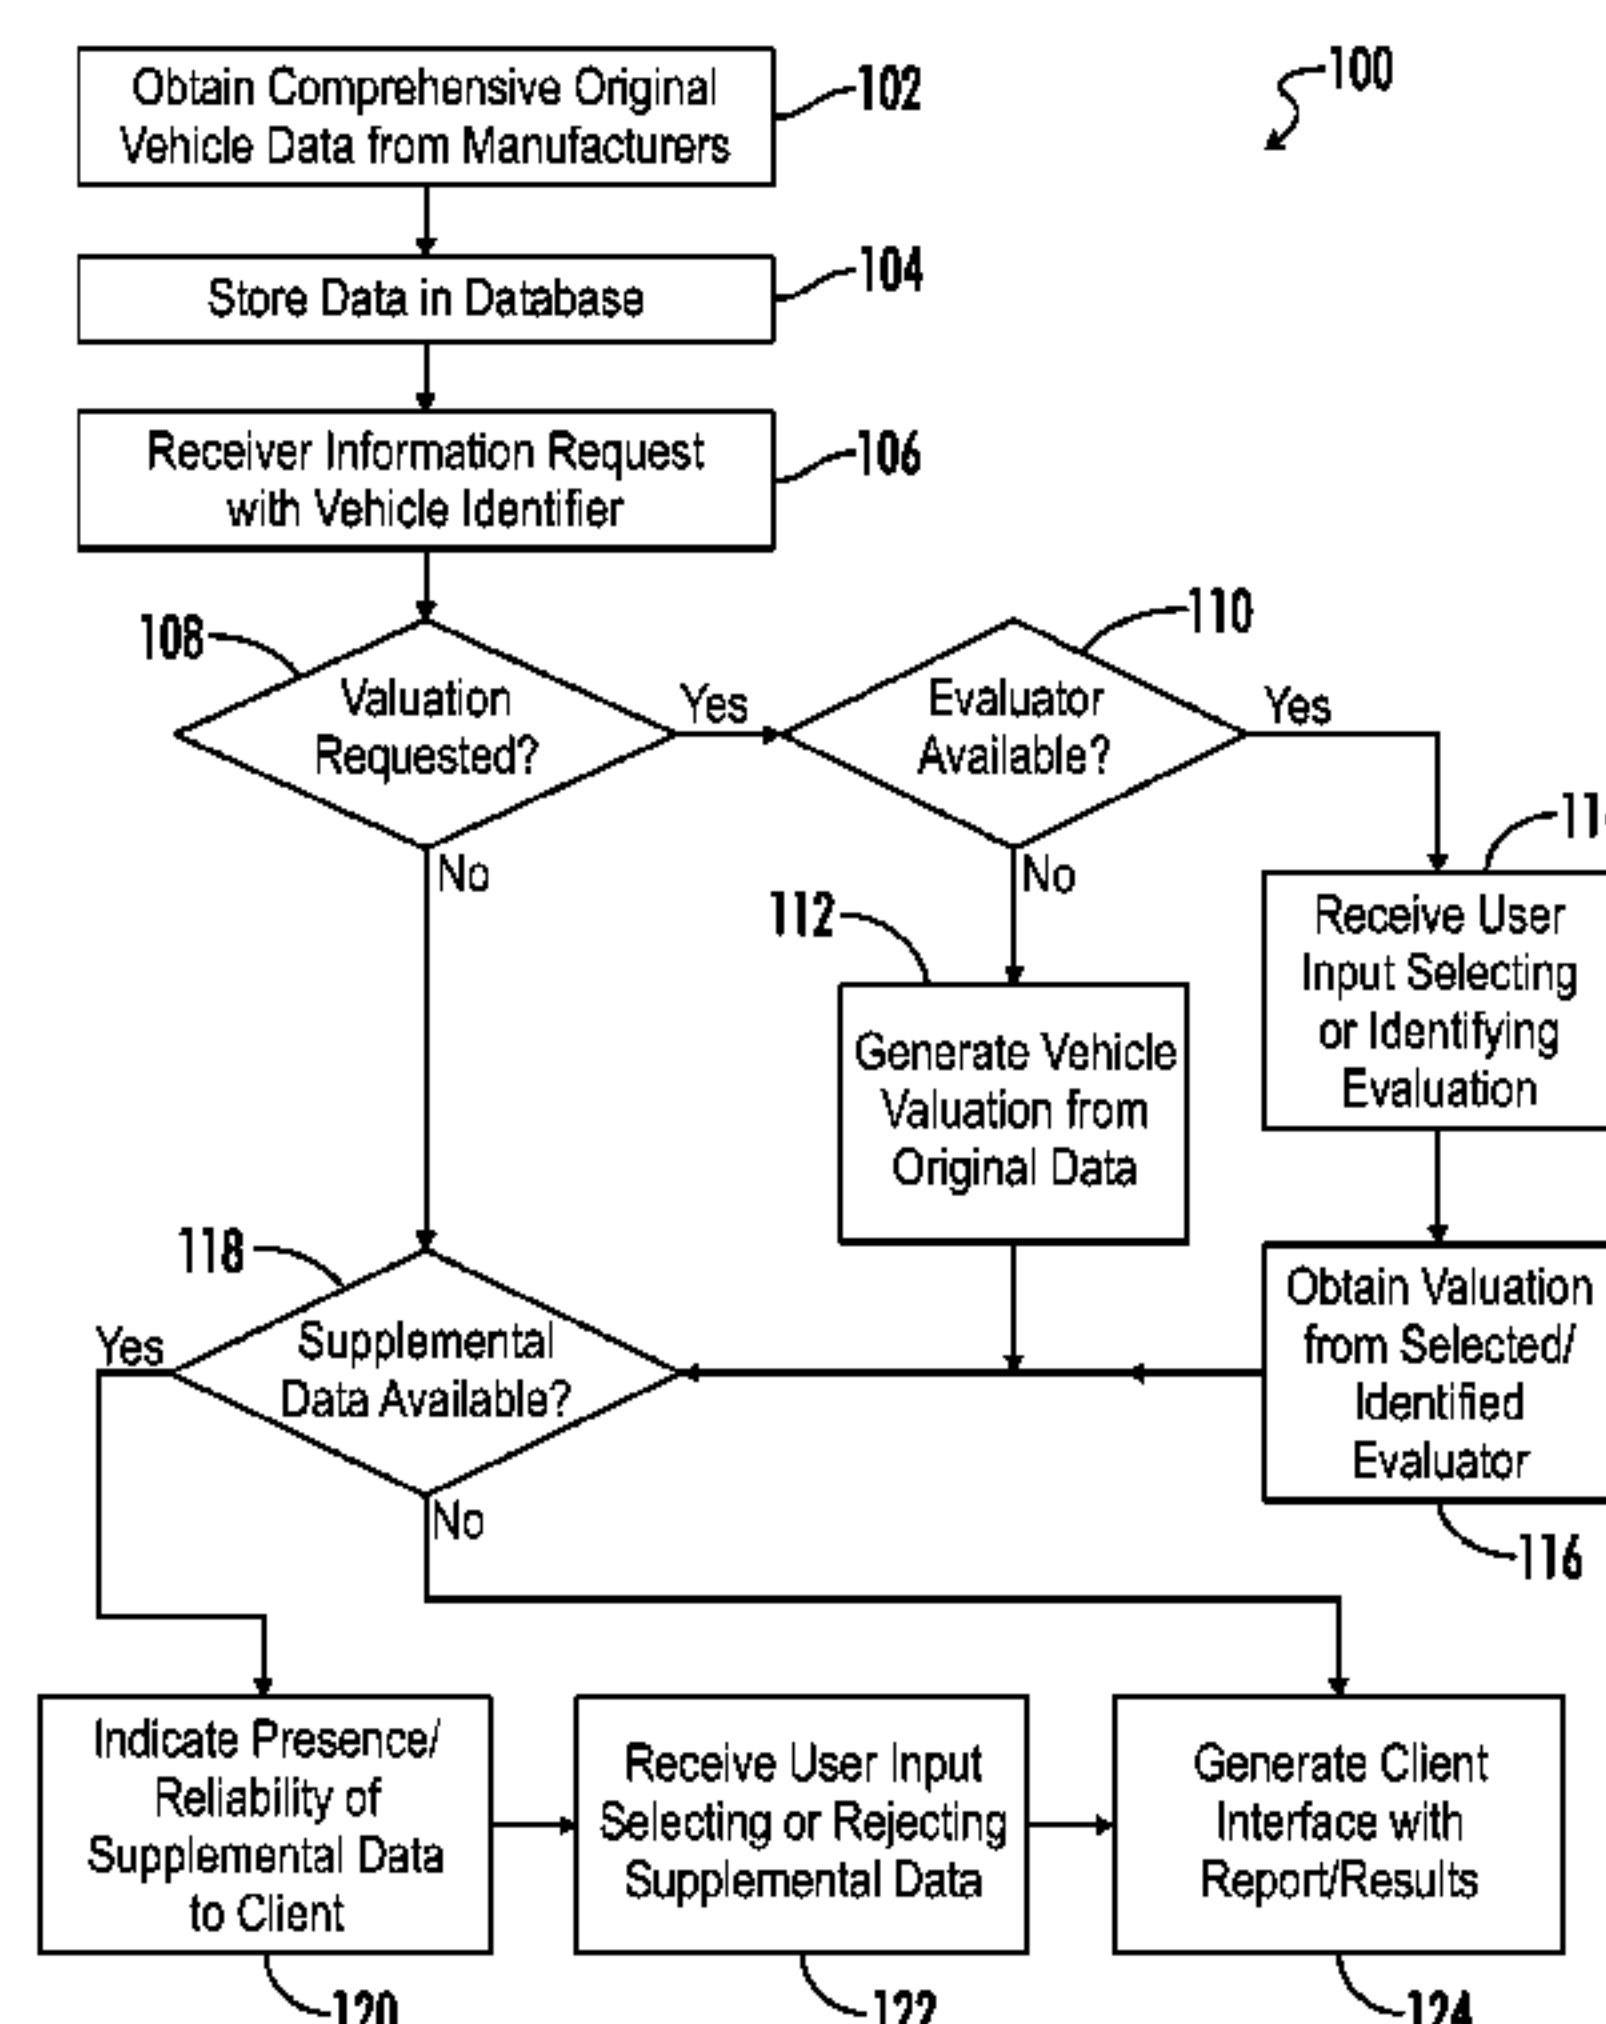 Obtain Comprehensive Original
Vehicle Data from Manufacturers
102
100
Store Data in Database
104
Receiver Information Request
with Vehicle Identifier
106
108
Valuation
Requested?
Yes
No
110
Evaluator
Available?
Yes
No
112
Generate Vehicle
Valuation from
Original Data
Receive User
Input Selecting
or Identifying
Evaluation
Obtain Valuation
from Selected/
Identified
Evaluator
116
118
Supplemental
Data Available?
Yes
No
Indicate Presence/
Reliability of
Supplemental Data
to Client
120
Receive User Input
Selecting or Rejecting
Supplemental Data
122
Generate Client
Interface with
Report/Results
124